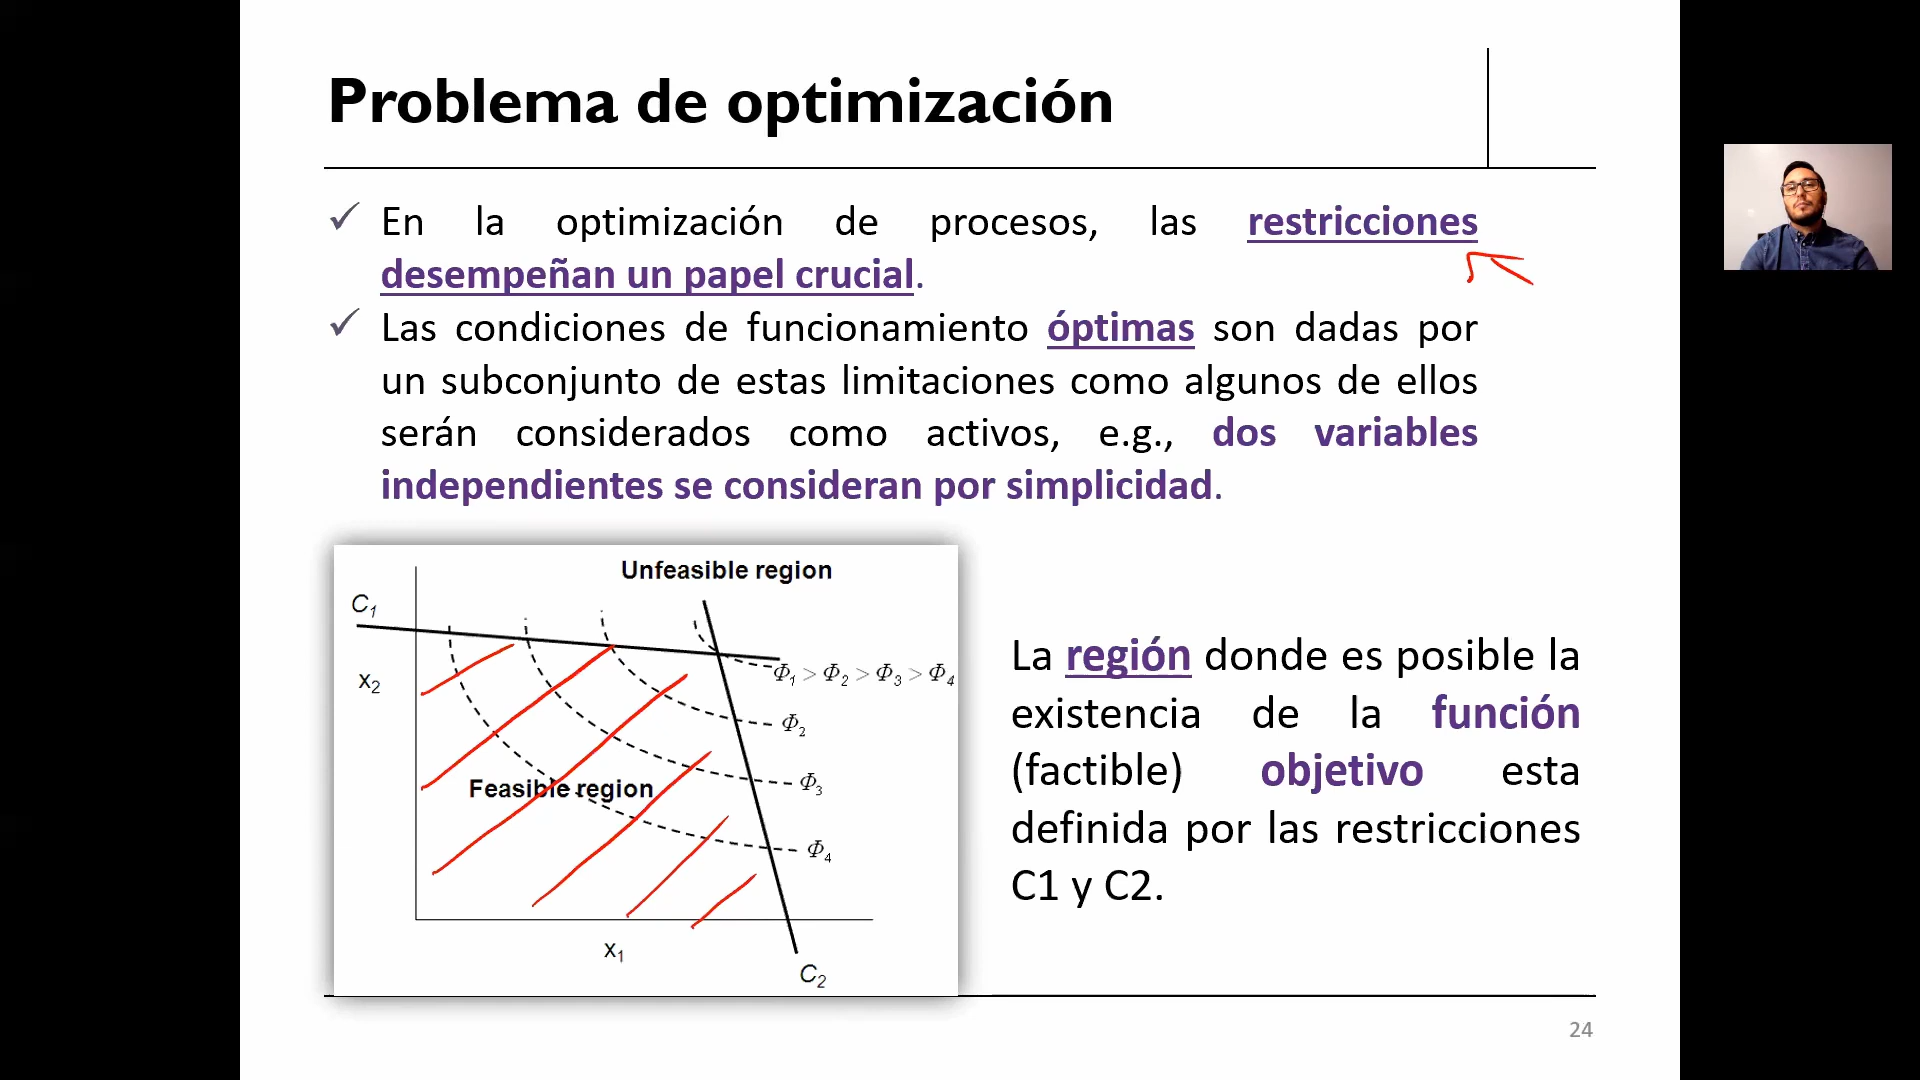 Problema de optimización
✓ En la optimización de procesos, las restricciones
desempeñan un papel crucial.
✓ Las condiciones de funcionamiento óptimas son dadas por
un subconjunto de estas limitaciones como algunos de ellos
serán considerados como activos, e.g., dos variables
independientes se consideran por simplicidad.
Unfeasible region
C1
x2
Φ1 > Φ2 > Φ3 > Φ4
Φ2
Φ3
Feasible region
Φ4
x1
C2
La región donde es posible la
existencia de la función
(factible) objetivo esta
definida por las restricciones
C1 y C2.
24